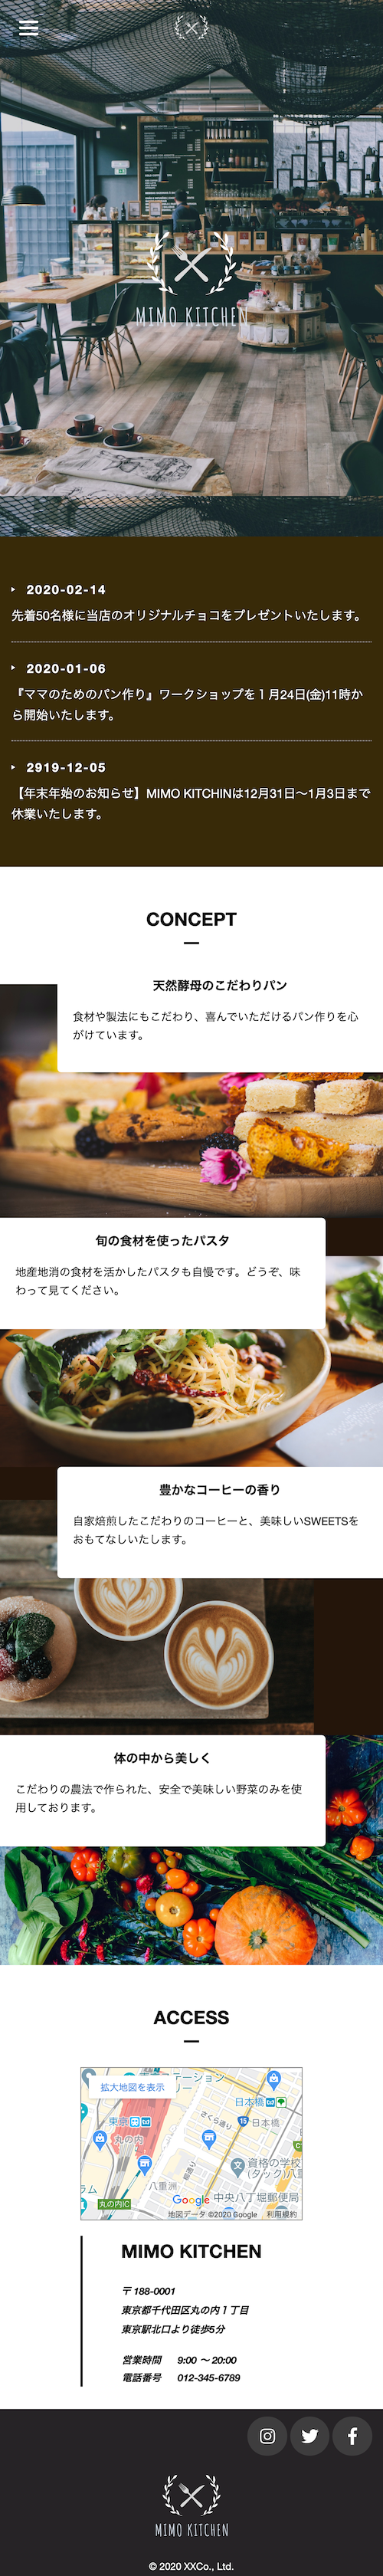 MIMO KITCHEN
2020-02-14
先着50名様に当店のオリジナルチョコをプレゼントいたします。
2020-01-06
『ママのためのパン作り』ワークショップを１月24日(金)11時か
ら開始いたします。
2919-12-05
【年末年始のお知らせ】MIMO KITCHINは12月31日〜1月3日まで
休業いたします。
CONCEPT
天然酵母のこだわりパン
食材や製法にもこだわり、喜んでいただけるパン作りを心
がけています。
旬の食材を使ったパスタ
地産地消の食材を活かしたパスタも自慢です。どうぞ、味
わって見てください。
豊かなコーヒーの香り
自家焙煎したこだわりのコーヒーと、美味しいSWEETSを
おもてなしいたします。
体の中から美しく
こだわりの農法で作られた、安全で美味しい野菜のみを使
用しております。
ACCESS
拡大地図を表示
テーション
リー
日本橋
さくら通り
15
日本橋
東京
丸の内
資格の学校
(タック)八重
八重洲
ラム
丸の内IC
Google
中央八丁堀郵便局
地図データ ©2020 Google 利用規約
MIMO KITCHEN
〒 188-0001
東京都千代田区丸の内１丁目
東京駅北口より徒歩5分
営業時間 9:00 〜 20:00
電話番号 012-345-6789
MIMO KITCHEN
© 2020 XXCo., Ltd.